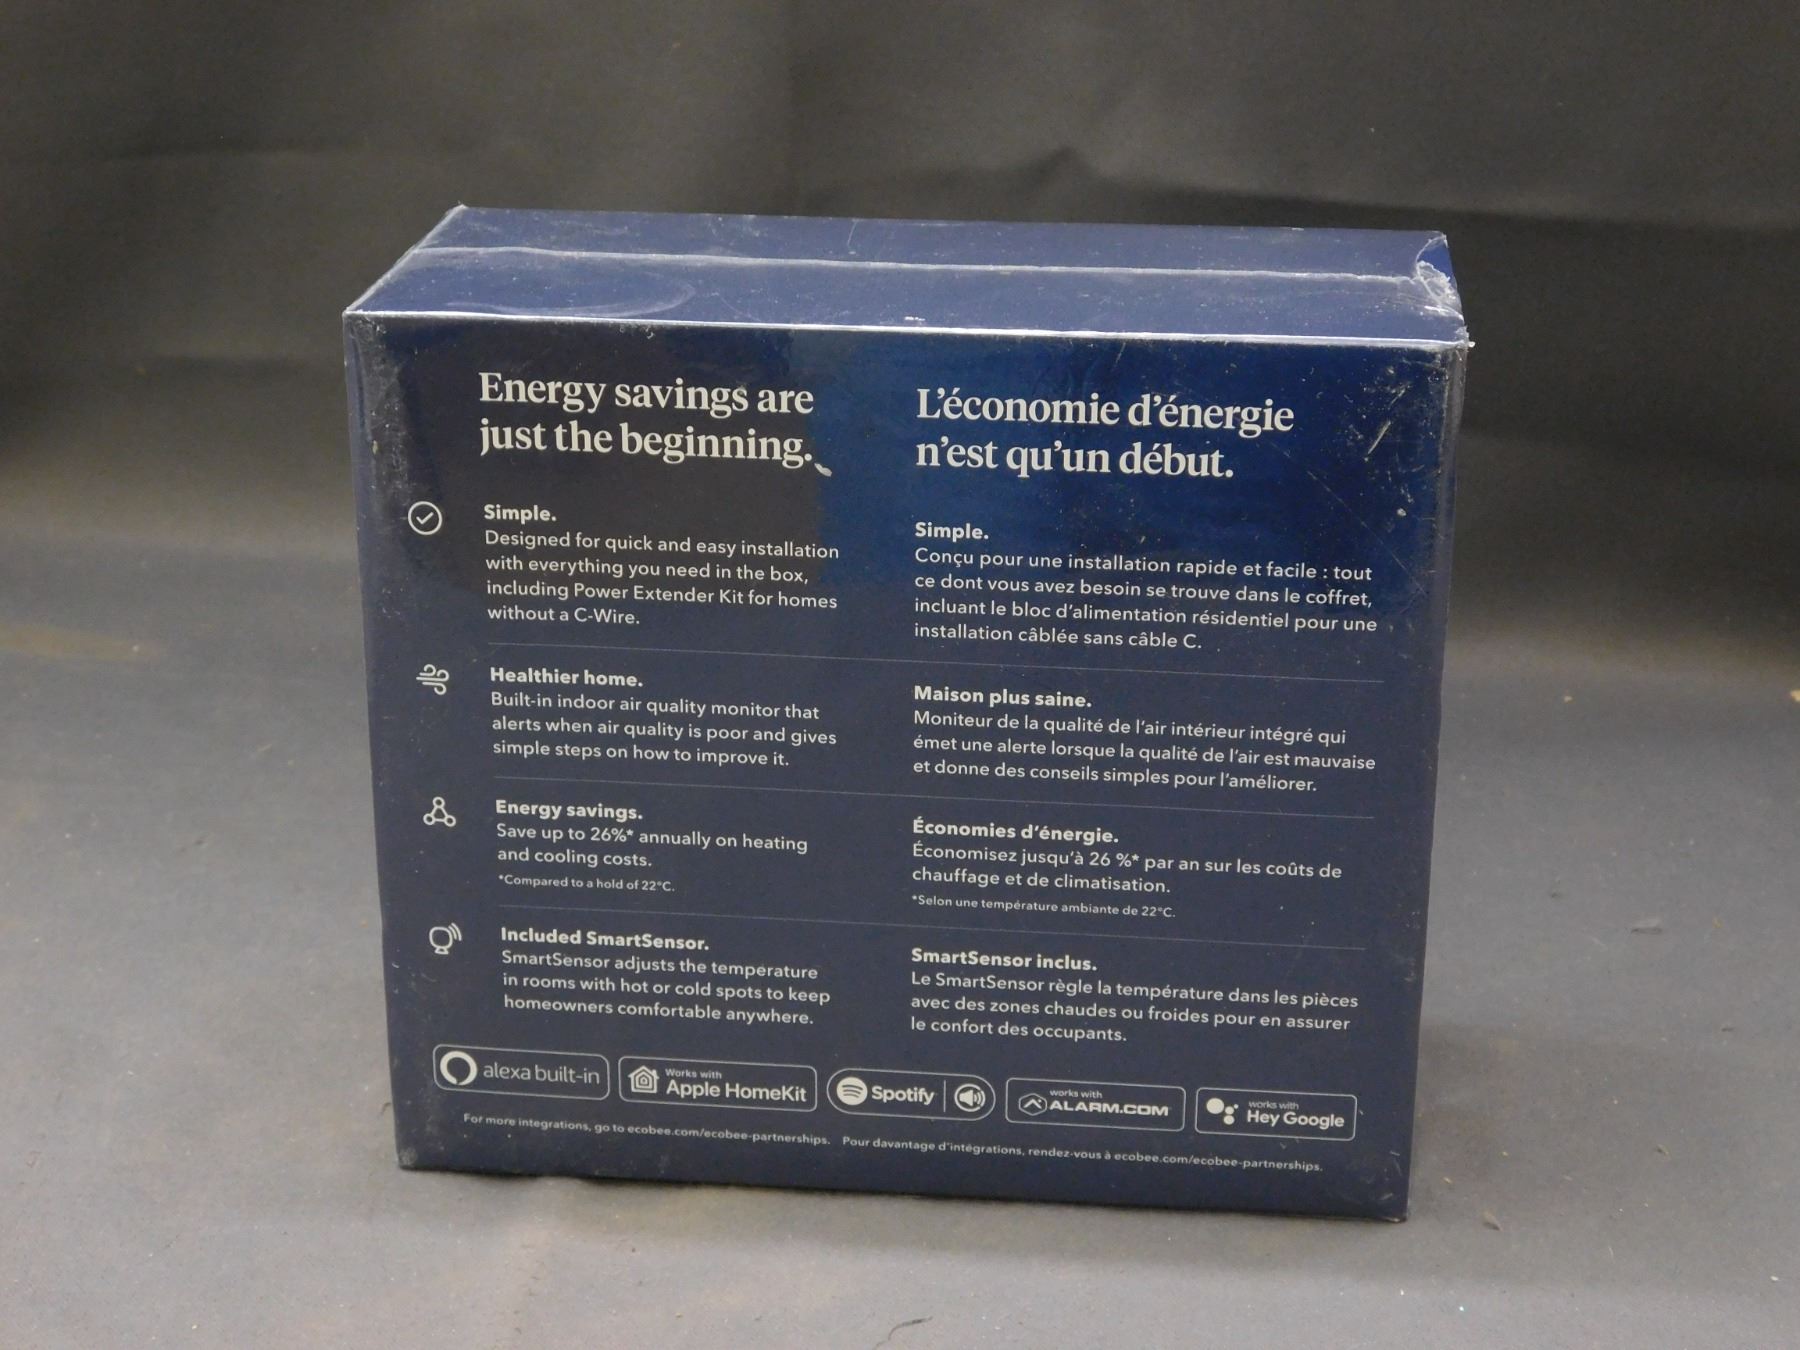 Energy savings are
just the beginning.
Simple.
Designed for quick and easy installation
with everything you need in the box,
including Power Extender Kit for homes
without a C-Wire.
Healthier home.
Built-in indoor air quality monitor that
alerts when air quality is poor and gives
simple steps on how to improve it.
Energy savings.
Save up to 26%* annually on heating
and cooling costs.
*Compared to a hold of 22°C.
Included SmartSensor.
SmartSensor adjusts the temperature
in rooms with hot or cold spots to keep
homeowners comfortable anywhere.
L'économie d'énergie
n'est qu'un début.
Simple.
Conçu pour une installation rapide et facile : tout
ce dont vous avez besoin se trouve dans le coffret,
incluant le bloc d'alimentation résidentiel pour une
installation câblée sans câble C.
Maison plus saine.
Moniteur de la qualité de l'air intérieur intégré qui
émet une alerte lorsque la qualité de l'air est mauvaise
et donne des conseils simples pour l'améliorer.
Économies d'énergie.
Économisez jusqu'à 26 %* par an sur les coûts de
chauffage et de climatisation.
*Selon une température ambiante de 22°C.
SmartSensor inclus.
Le SmartSensor règle la température dans les pièces
avec des zones chaudes ou froides pour en assurer
le confort des occupants.
alexa built-in
Works with
Apple HomeKit
Spotify
works with
ALARM.COM
works with
Hey Google
For more integrations, go to ecobee.com/ecobee-partnerships. Pour davantage d'intégrations, rendez-vous à ecobee.com/ecobee-partnerships.